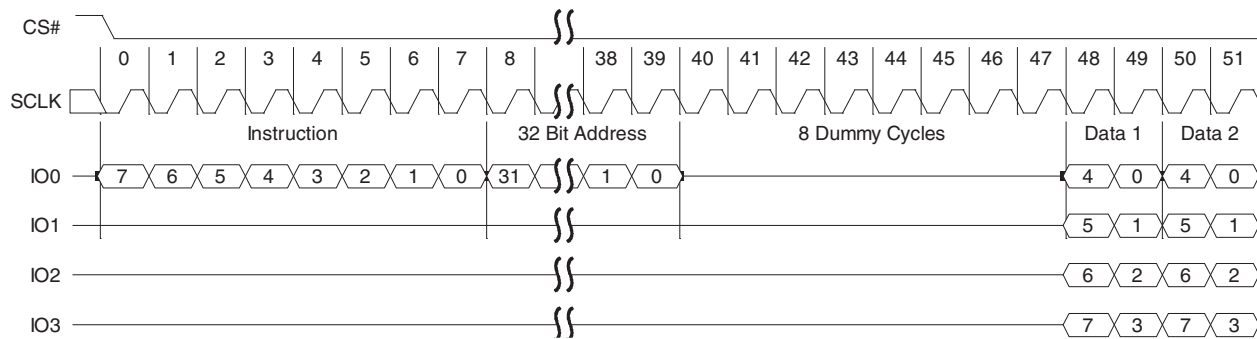 CS#
0 1 2 3 4 5 6 7 8 38 39 40 41 42 43 44 45 46 47 48 49 50 51
SCLK
Instruction 32 Bit Address 8 Dummy Cycles Data 1 Data 2
IO0 7 6 5 4 3 2 1 0 31 1 0 4 0 4 0
IO1 5 1 5 1
IO2 6 2 6 2
IO3 7 3 7 3